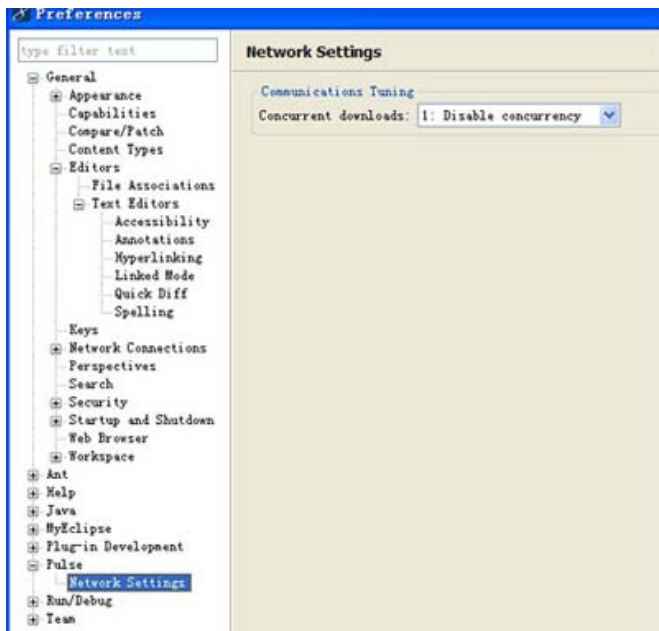 Preferences
type filter text
General
Appearance
Capabilities
Compare/Patch
Content Types
Editors
File Associations
Text Editors
Accessibility
Annotations
Hyperlinking
Linked Mode
Quick Diff
Spelling
Keys
Network Connections
Perspectives
Search
Security
Startup and Shutdown
Web Browser
Workspace
Ant
Help
Java
MyEclipse
Plug-in Development
Pulse
Network Settings
Run/Debug
Team
Network Settings
Communications Tuning
Concurrent downloads: 1: Disable concurrency